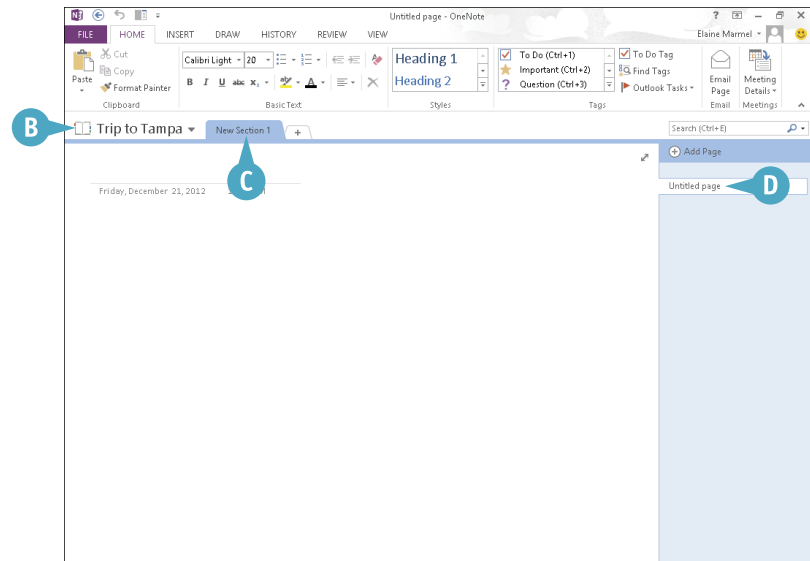 Untitled page - OneNote
FILE HOME INSERT DRAW HISTORY REVIEW VIEW Elaine Marmel
Paste
Cut
Copy
Format Painter
Clipboard
Calibri Light 20
B I U abc x, A
Basic Text
Heading 1
Heading 2
Styles
To Do (Ctrl+1)
Important (Ctrl+2)
Question (Ctrl+3)
To Do Tag
Find Tags
Outlook Tasks
Tags
Email Page
Email
Meeting Details
Meetings
B Trip to Tampa New Section 1 + Search (Ctrl+E)
C
Add Page
Untitled page D
Friday, December 21, 2012